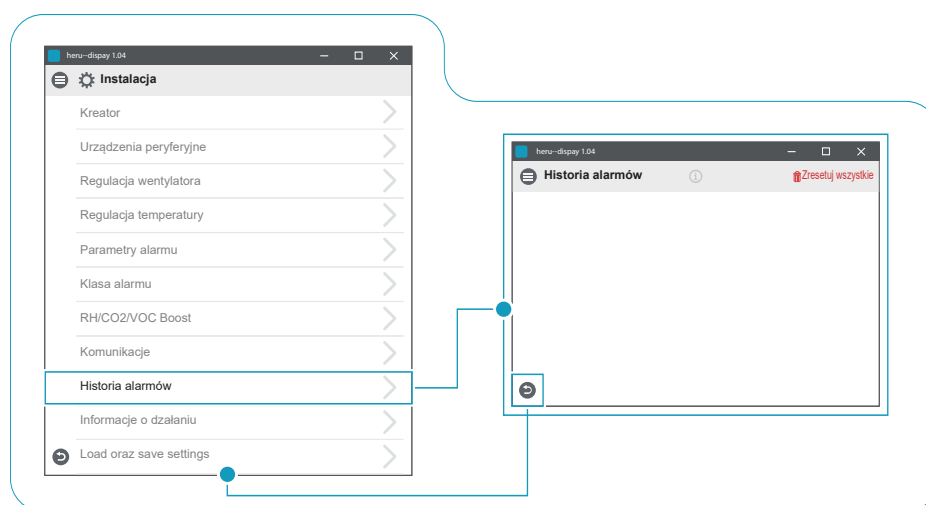 heru--dispay 1.04
Instalacja
Kreator
Urządzenia peryferyjne
Regulacja wentylatora
Regulacja temperatury
Parametry alarmu
Klasa alarmu
RH/CO2/VOC Boost
Komunikacje
Historia alarmów
Informacje o dzałaniu
Load oraz save settings
heru--dispay 1.04
Historia alarmów
Zresetuj wszystkie